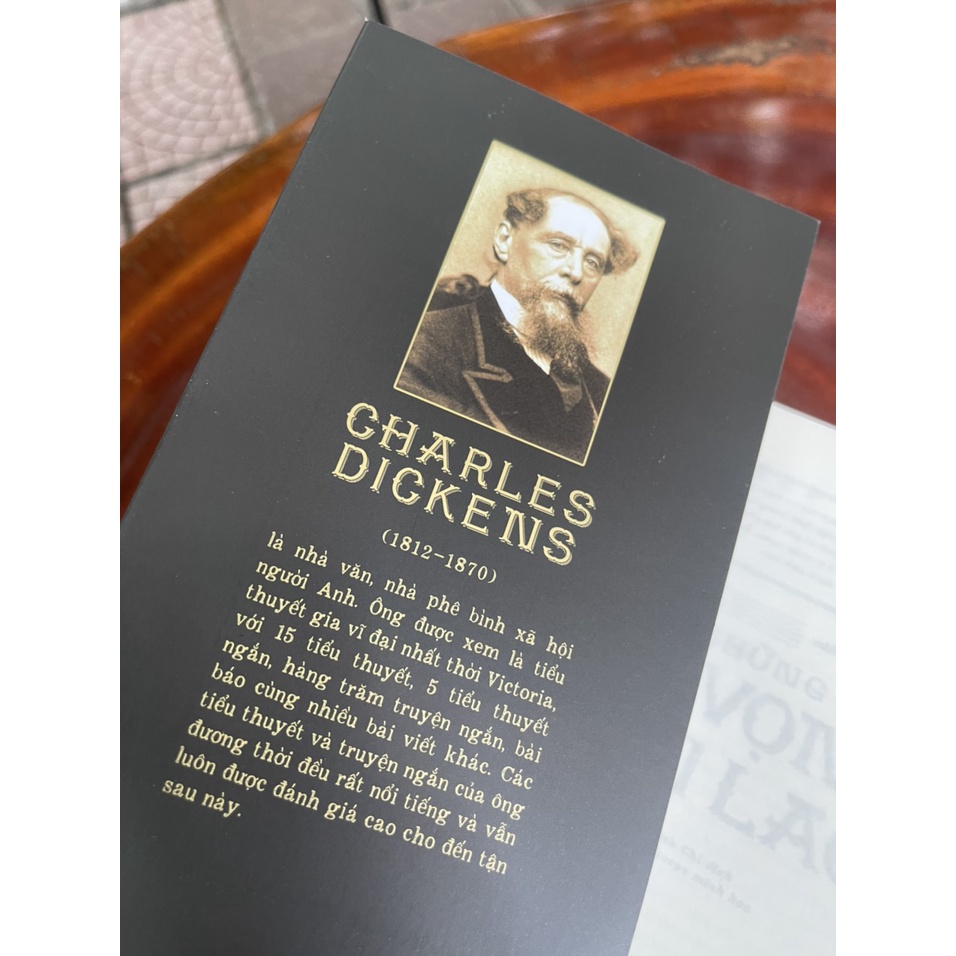 CHARLES
DICKENS
(1812-1870)
là nhà văn, nhà phê bình xã hội
người Anh. Ông được xem là tiểu
thuyết gia vĩ đại nhất thời Victoria,
với 15 tiểu thuyết, 5 tiểu thuyết
ngắn, hàng trăm truyện ngắn, bài
báo cùng nhiều bài viết khác. Các
tiểu thuyết và truyện ngắn của ông
đương thời đều rất nổi tiếng và vẫn
luôn được đánh giá cao cho đến tận
sau này.